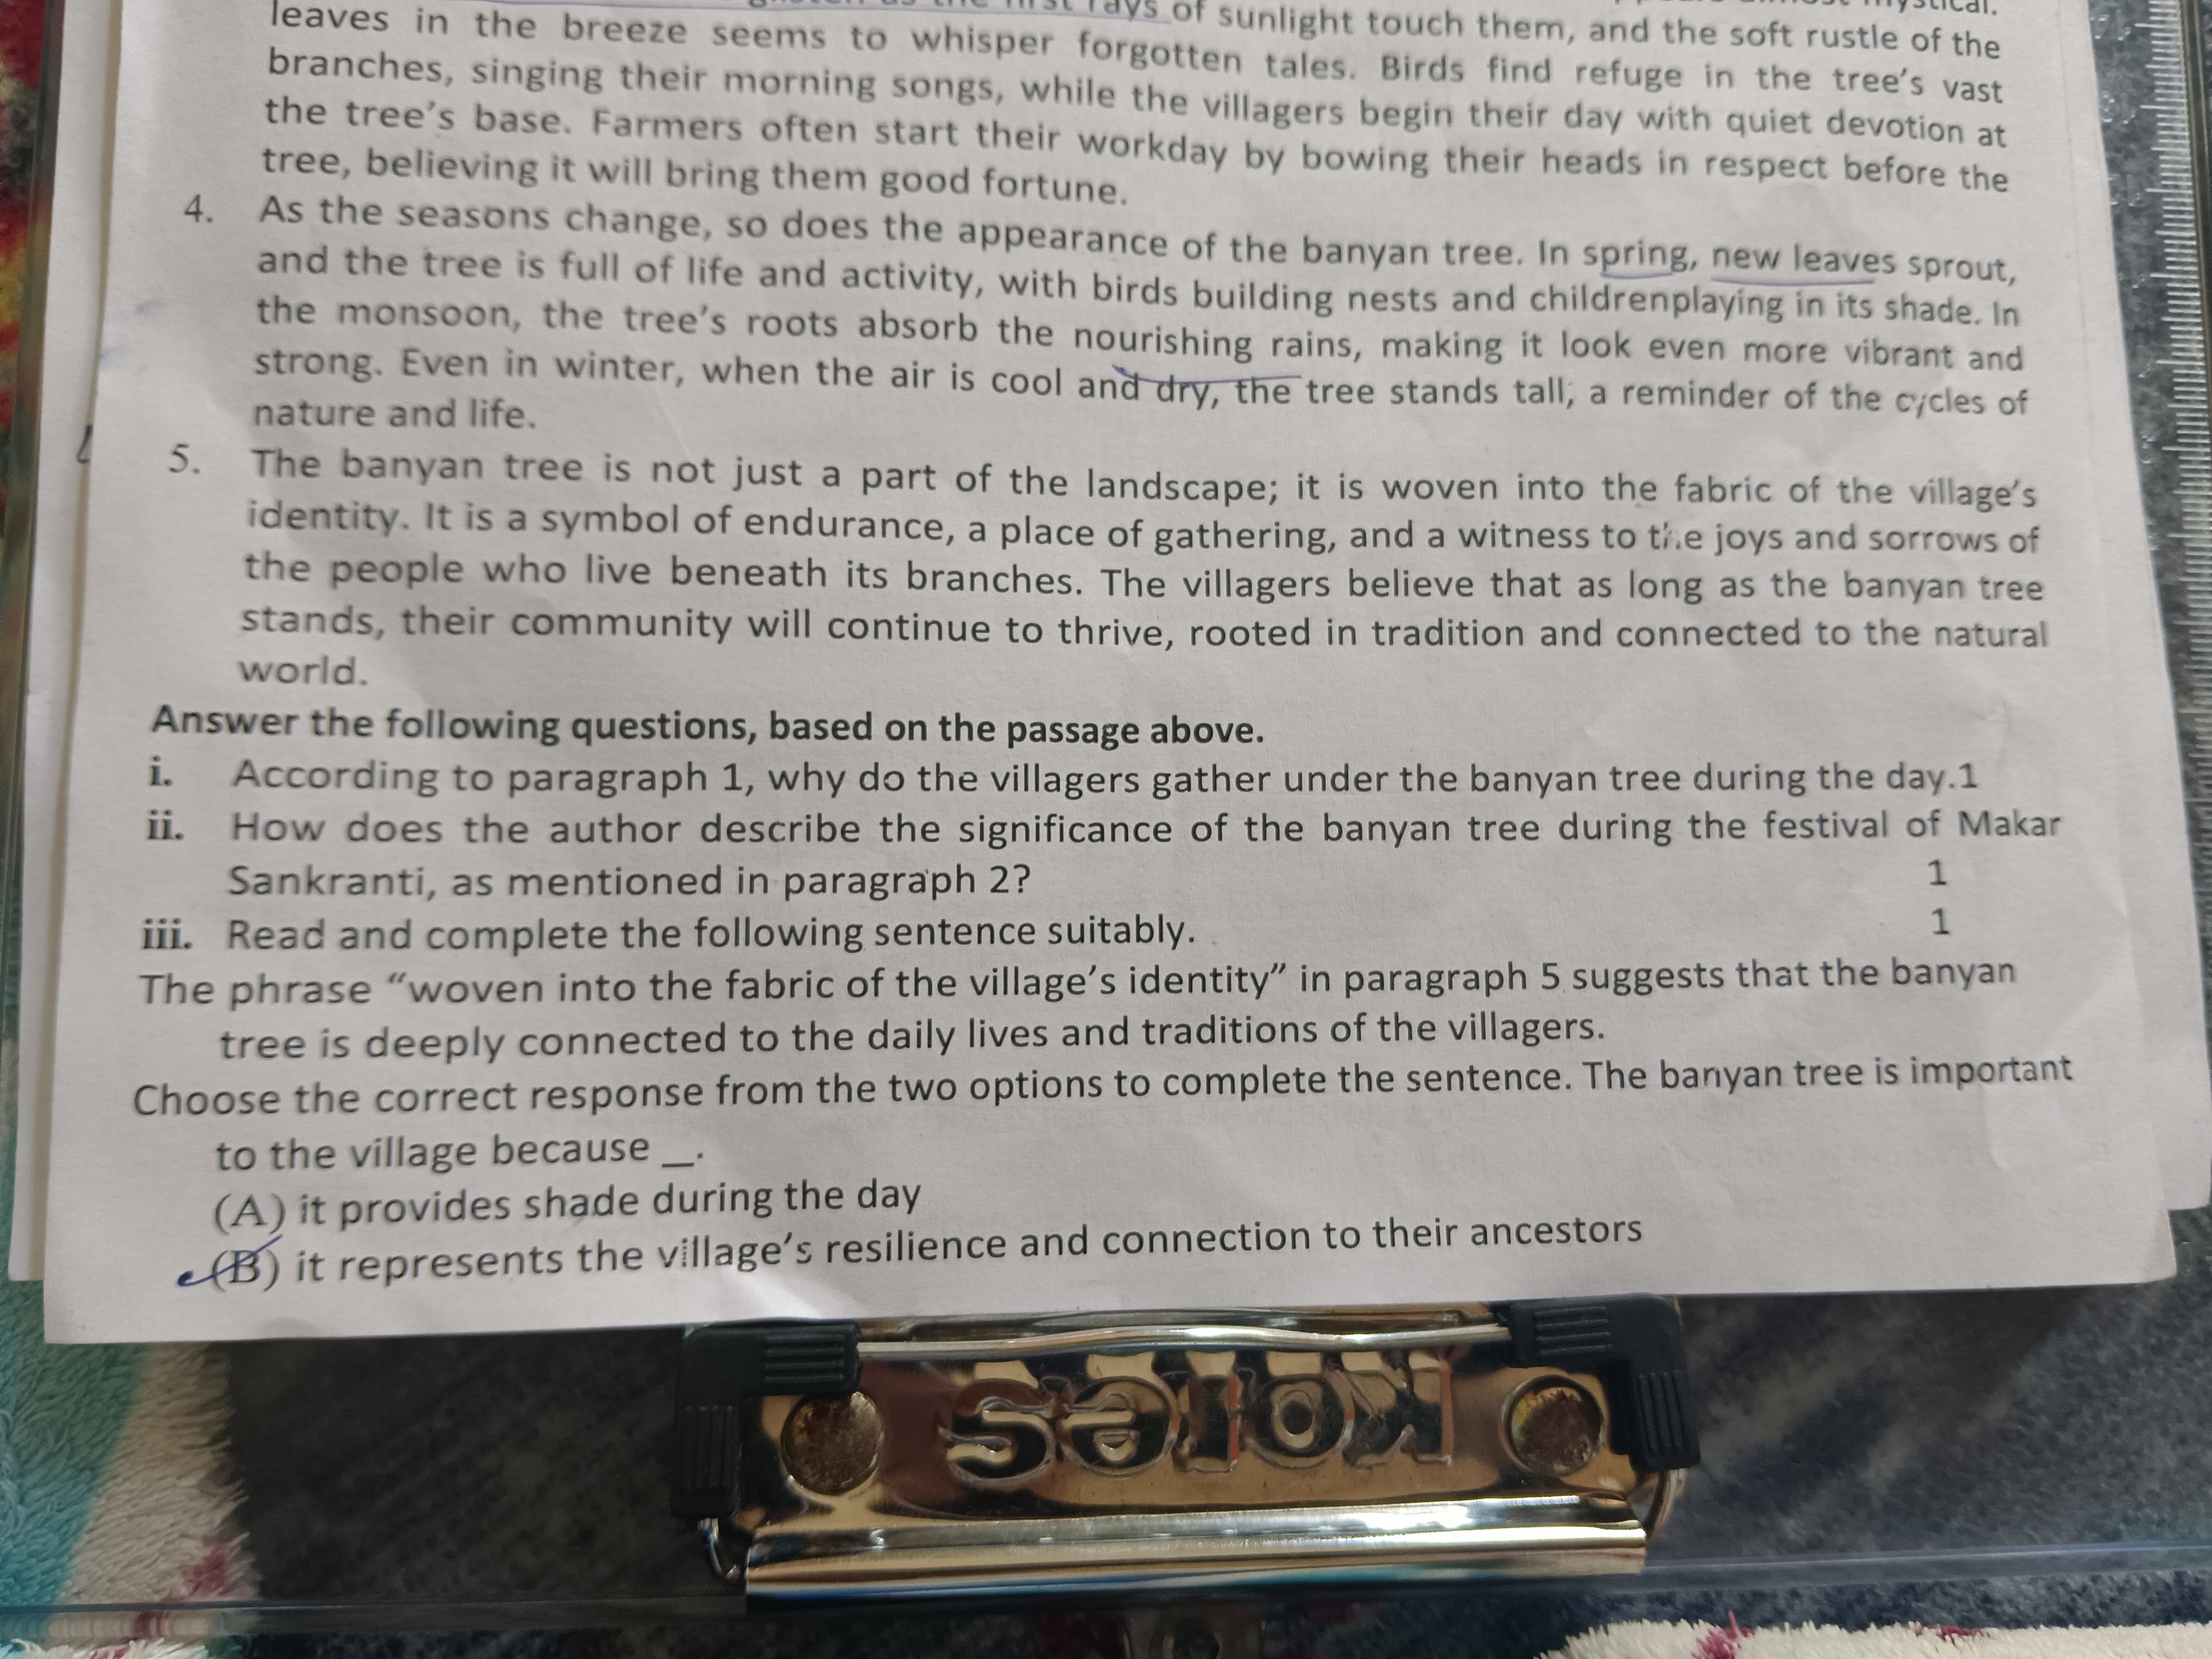 rays of sunlight touch them, and the soft rustle of the
leaves in the breeze seems to whisper forgotten tales. Birds find refuge in the tree's vast
branches, singing their morning songs, while the villagers begin their day with quiet devotion at
the tree's base. Farmers often start their workday by bowing their heads in respect before the
tree, believing it will bring them good fortune.
4. As the seasons change, so does the appearance of the banyan tree. In spring, new leaves sprout,
and the tree is full of life and activity, with birds building nests and childrenplaying in its shade. In
the monsoon, the tree's roots absorb the nourishing rains, making it look even more vibrant and
strong. Even in winter, when the air is cool and dry, the tree stands tall; a reminder of the cycles of
nature and life.
5. The banyan tree is not just a part of the landscape; it is woven into the fabric of the village's
identity. It is a symbol of endurance, a place of gathering, and a witness to the joys and sorrows of
the people who live beneath its branches. The villagers believe that as long as the banyan tree
stands, their community will continue to thrive, rooted in tradition and connected to the natural
world.
Answer the following questions, based on the passage above.
i. According to paragraph 1, why do the villagers gather under the banyan tree during the day.1
ii. How does the author describe the significance of the banyan tree during the festival of Makar
Sankranti, as mentioned in paragraph 2? 1
iii. Read and complete the following sentence suitably. 1
The phrase “woven into the fabric of the village's identity” in paragraph 5 suggests that the banyan
tree is deeply connected to the daily lives and traditions of the villagers.
Choose the correct response from the two options to complete the sentence. The banyan tree is important
to the village because __.
(A) it provides shade during the day
(B) it represents the village's resilience and connection to their ancestors
Kores